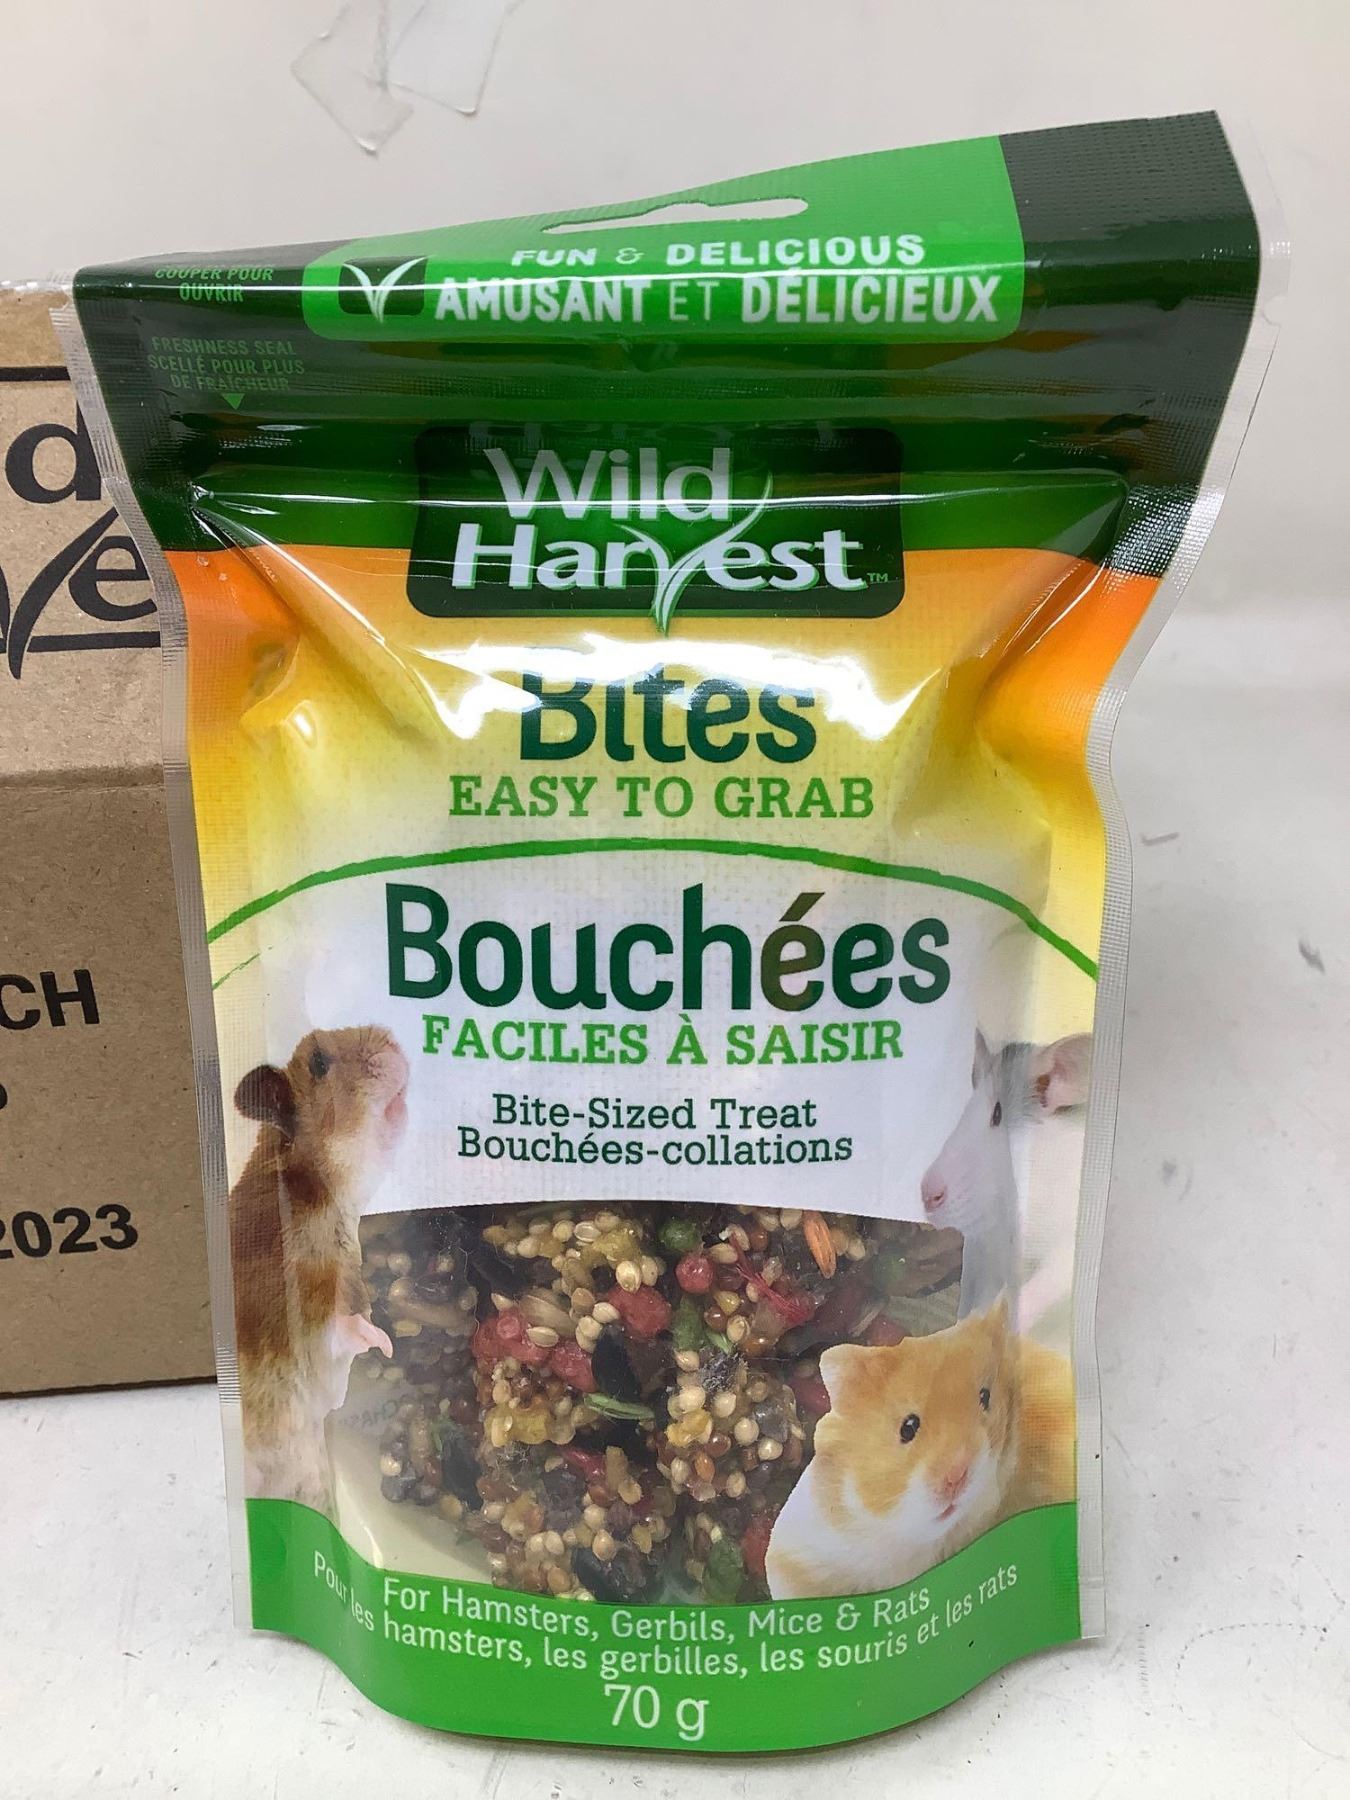 COUPER POUR
OUVRIR
FRESHNESS SEAL
SCELLÉ POUR PLUS
DE FRAÎCHEUR
FUN & DELICIOUS
AMUSANT ET DÉLICIEUX
Wild
Harvest™
Bites
EASY TO GRAB
Bouchées
FACILES À SAISIR
Bite-Sized Treat
Bouchées-collations
For Hamsters, Gerbils, Mice & Rats
Pour les hamsters, les gerbilles, les souris et les rats
70 g
d
ve
CH
2023